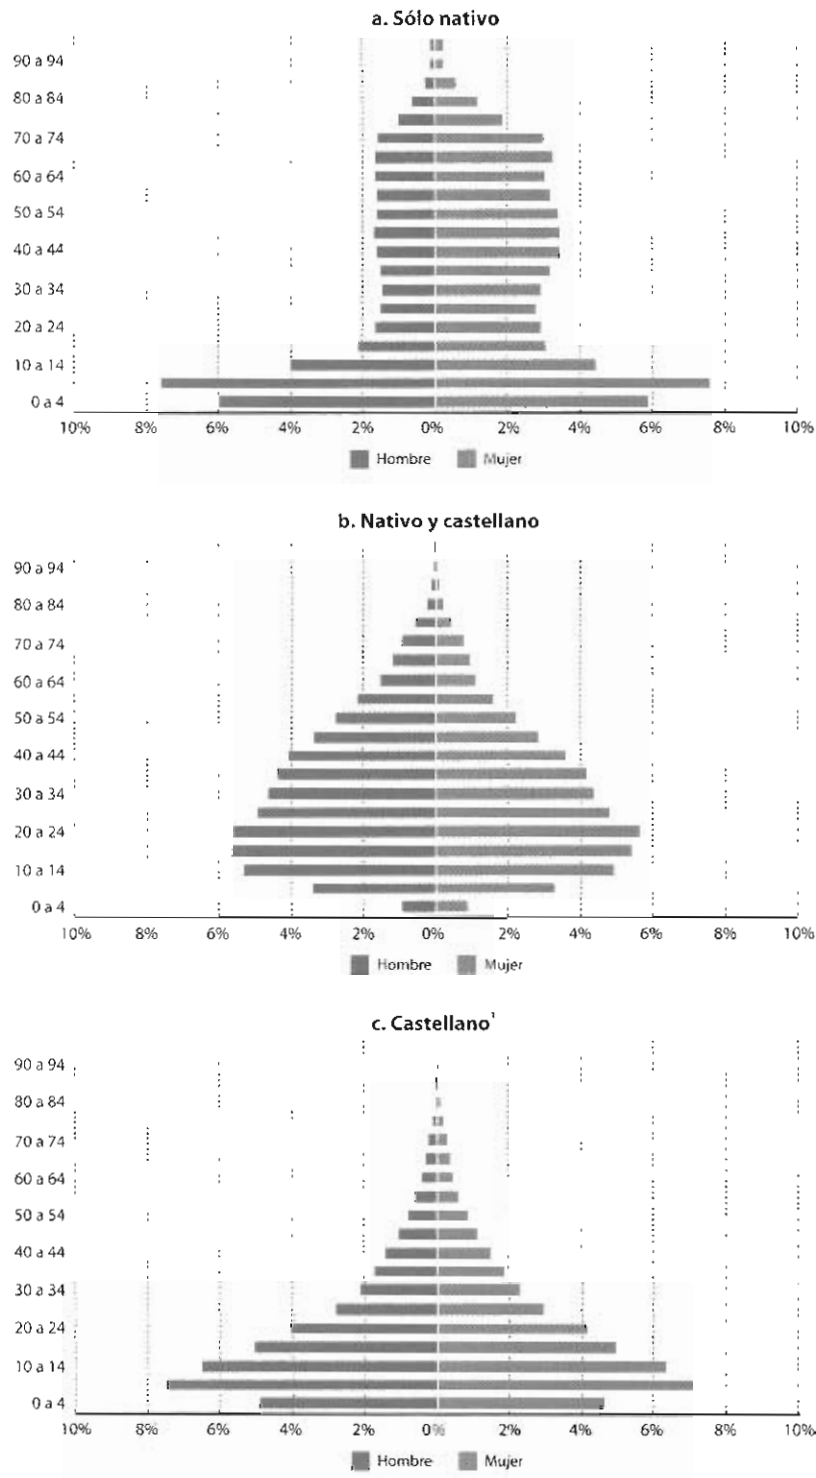 a. Sólo nativo
90 a 94
80 a 84
70 a 74
60 a 64
50 a 54
40 a 44
30 a 34
20 a 24
10 a 14
0 a 4
10% 8% 6% 4% 2% 0% 2% 4% 6% 8% 10%
Hombre Mujer
b. Nativo y castellano
90 a 94
80 a 84
70 a 74
60 a 64
50 a 54
40 a 44
30 a 34
20 a 24
10 a 14
0 a 4
10% 8% 6% 4% 2% 0% 2% 4% 6% 8% 10%
Hombre Mujer
c. Castellano¹
90 a 94
80 a 84
70 a 74
60 a 64
50 a 54
40 a 44
30 a 34
20 a 24
10 a 14
0 a 4
10% 8% 6% 4% 2% 0% 2% 4% 6% 8% 10%
Hombre Mujer